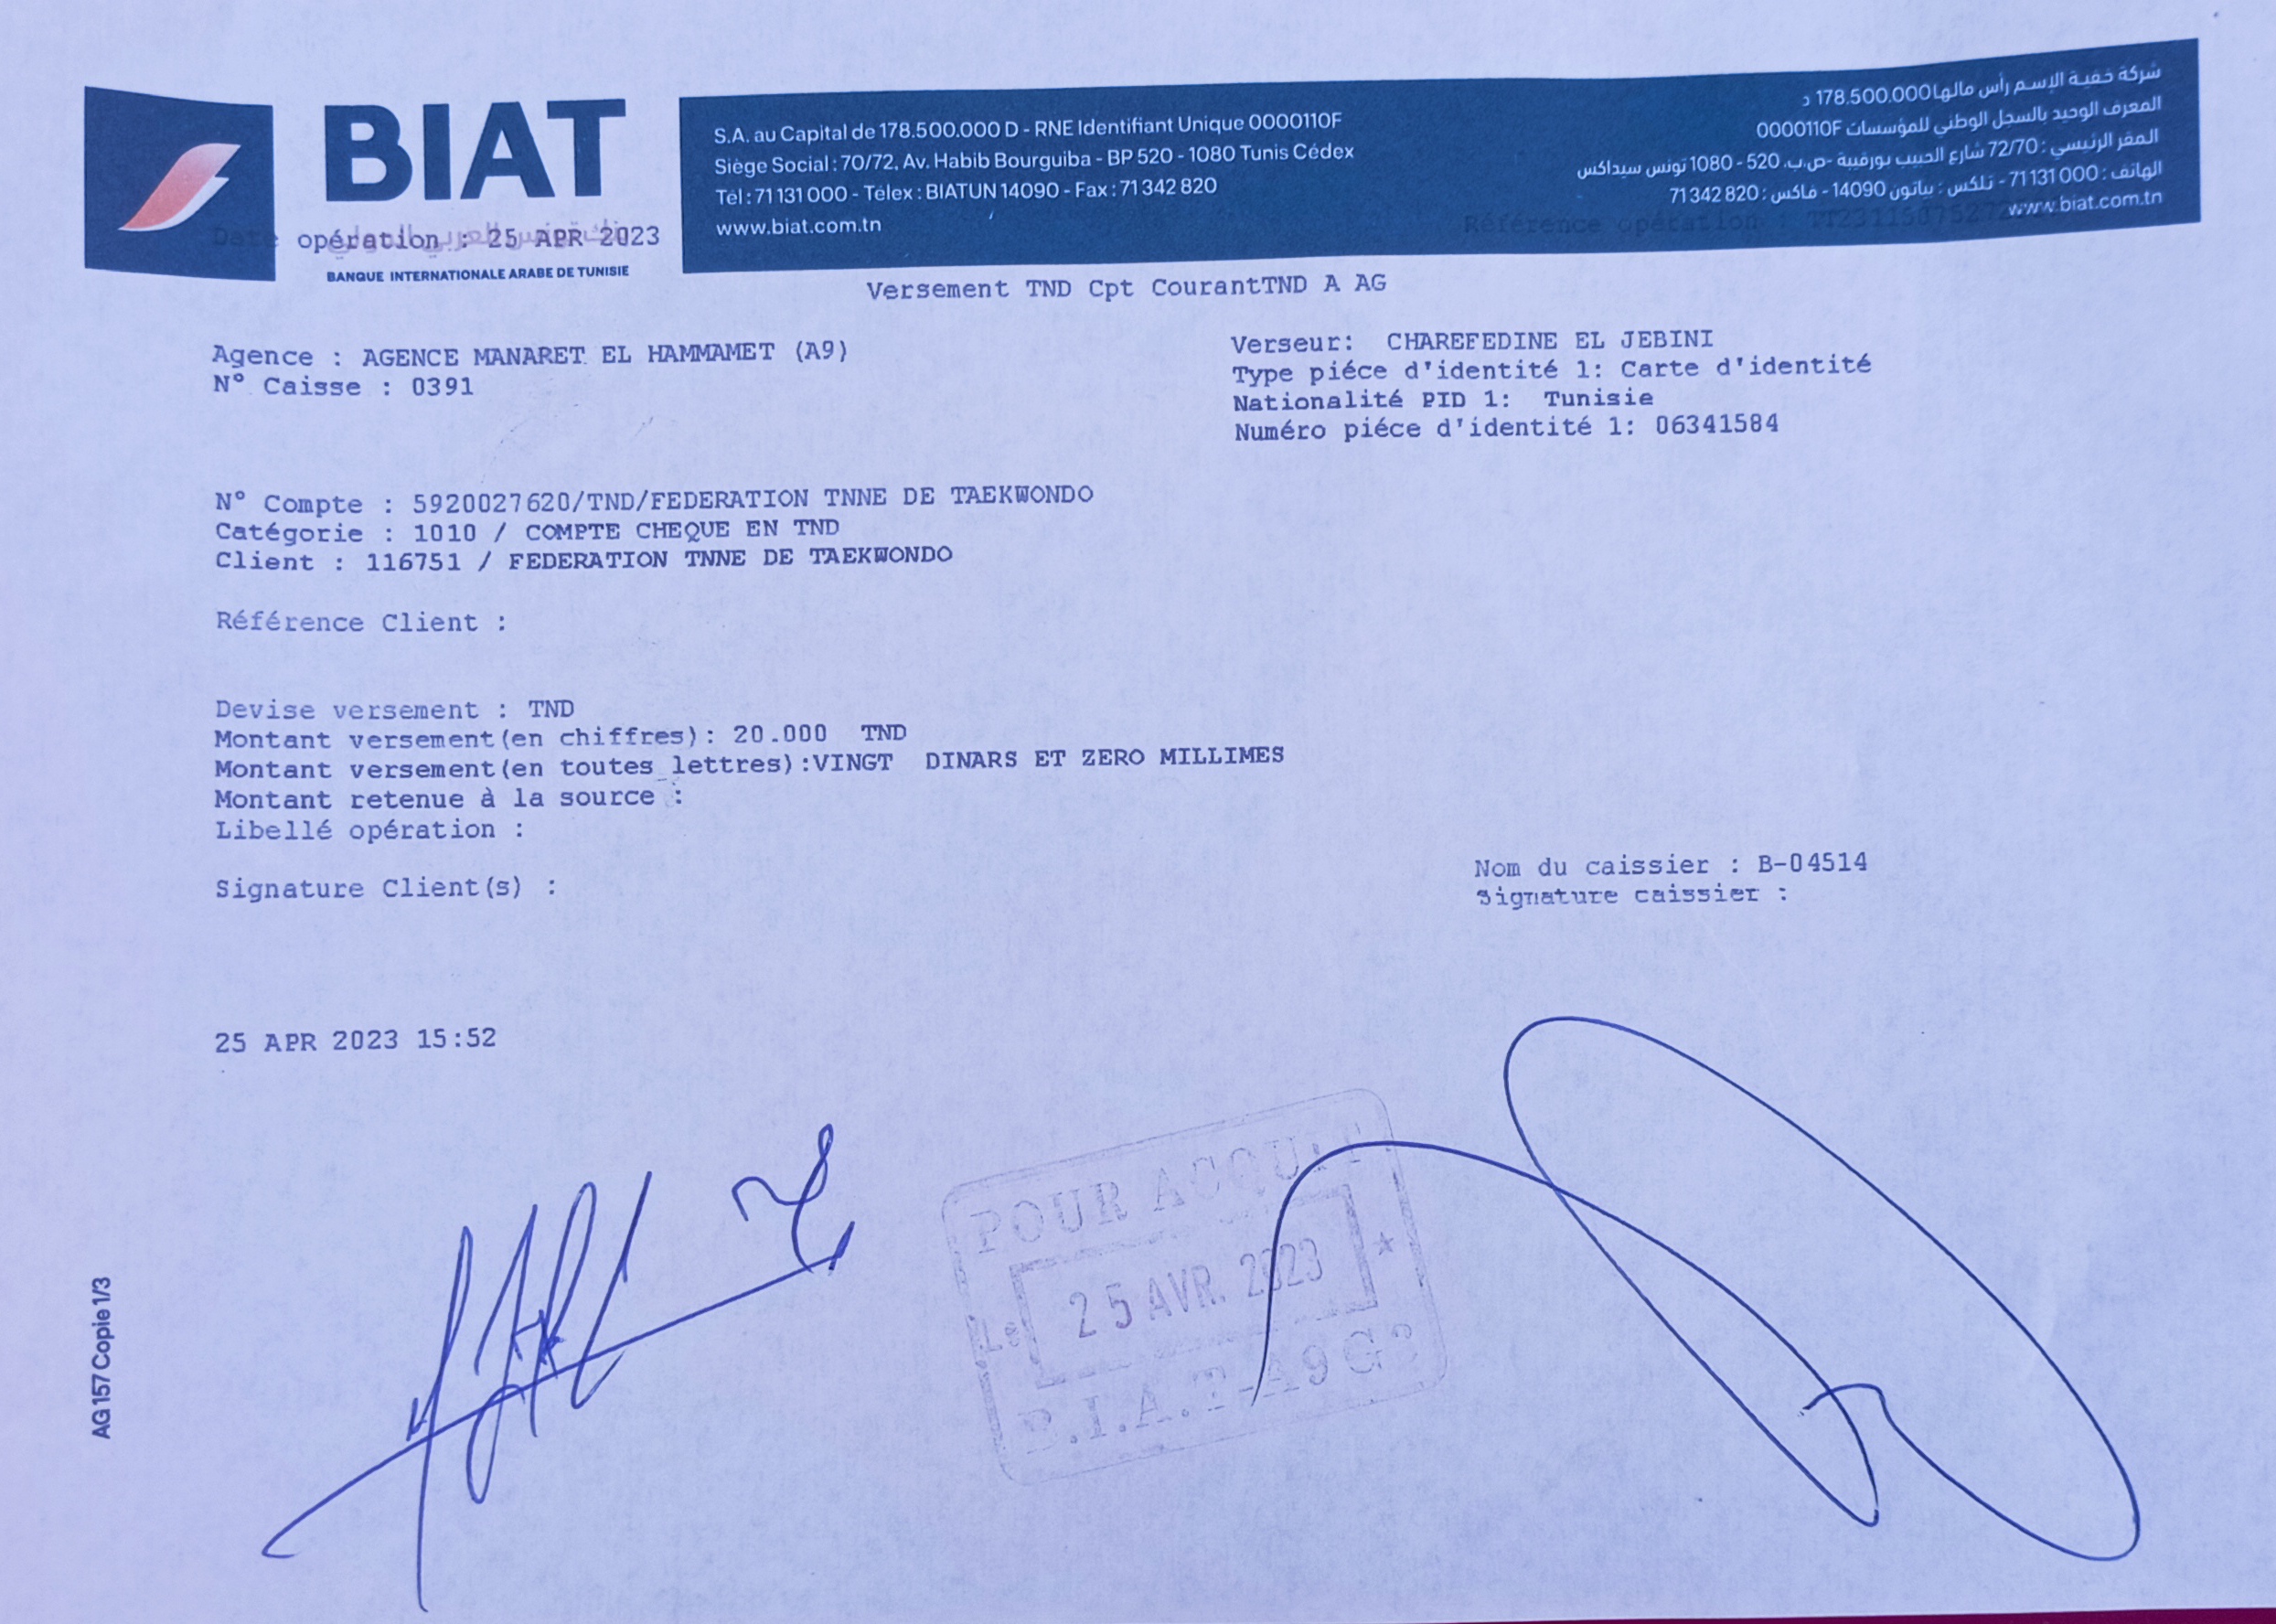 BIAT
Date opération : 25 APR 2023
بنك تونس العربي الدولي
BANQUE INTERNATIONALE ARABE DE TUNISIE
S.A. au Capital de 178.500.000 D - RNE Identifiant Unique 0000110F
Siège Social : 70/72, Av. Habib Bourguiba - BP 520 - 1080 Tunis Cédex
Tél : 71 131 000 - Télex : BIATUN 14090 - Fax : 71 342 820
www.biat.com.tn
شركة خفية الإسم رأس مالها 178.500.000 د
المعرف الوحيد بالسجل الوطني للمؤسسات 0000110F
المقر الرئيسي : 72/70 شارع الحبيب بورقيبة -ص.ب. 520 - 1080 تونس سيداكس
الهاتف : 71 131 000 - تلكس : بياتون 14090 - فاكس : 71 342 820
www.biat.com.tn
Référence opération :
Versement TND Cpt CourantTND A AG
Agence : AGENCE MANARET EL HAMMAMET (A9)
N° Caisse : 0391
Verseur: CHAREFEDINE EL JEBINI
Type piéce d'identité 1: Carte d'identité
Nationalité PID 1: Tunisie
Numéro piéce d'identité 1: 06341584
N° Compte : 5920027620/TND/FEDERATION TNNE DE TAEKWONDO
Catégorie : 1010 / COMPTE CHEQUE EN TND
Client : 116751 / FEDERATION TNNE DE TAEKWONDO
Référence Client :
Devise versement : TND
Montant versement(en chiffres): 20.000 TND
Montant versement(en toutes lettres):VINGT DINARS ET ZERO MILLIMES
Montant retenue à la source :
Libellé opération :
Signature Client(s) :
Nom du caissier : B-04514
Signature caissier :
25 APR 2023 15:52
POUR ACQUIT
25 AVR. 2023
B.I.A.T A9
AG 157 Copie 1/3